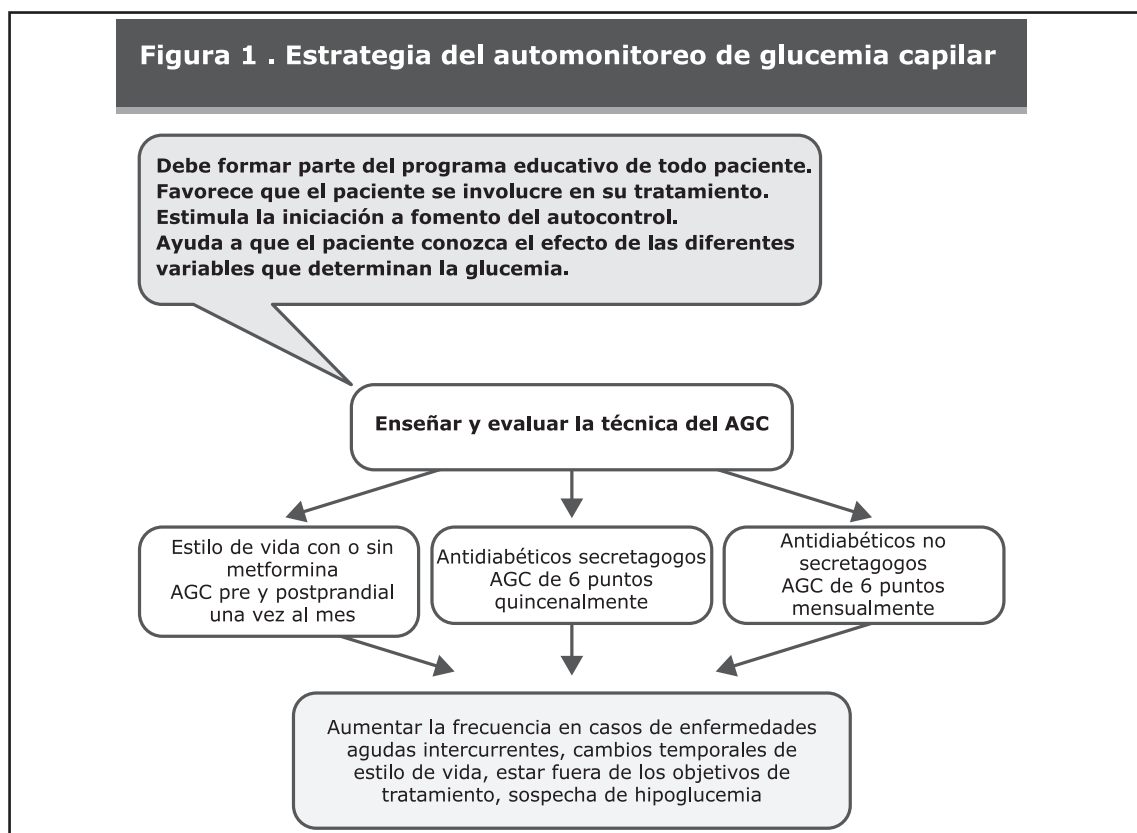 Figura 1 . Estrategia del automonitoreo de glucemia capilar
Debe formar parte del programa educativo de todo paciente.
Favorece que el paciente se involucre en su tratamiento.
Estimula la iniciación a fomento del autocontrol.
Ayuda a que el paciente conozca el efecto de las diferentes
variables que determinan la glucemia.
Enseñar y evaluar la técnica del AGC
Estilo de vida con o sin
metformina
AGC pre y postprandial
una vez al mes
Antidiabéticos secretagogos
AGC de 6 puntos
quincenalmente
Antidiabéticos no
secretagogos
AGC de 6 puntos
mensualmente
Aumentar la frecuencia en casos de enfermedades
agudas intercurrentes, cambios temporales de
estilo de vida, estar fuera de los objetivos de
tratamiento, sospecha de hipoglucemia